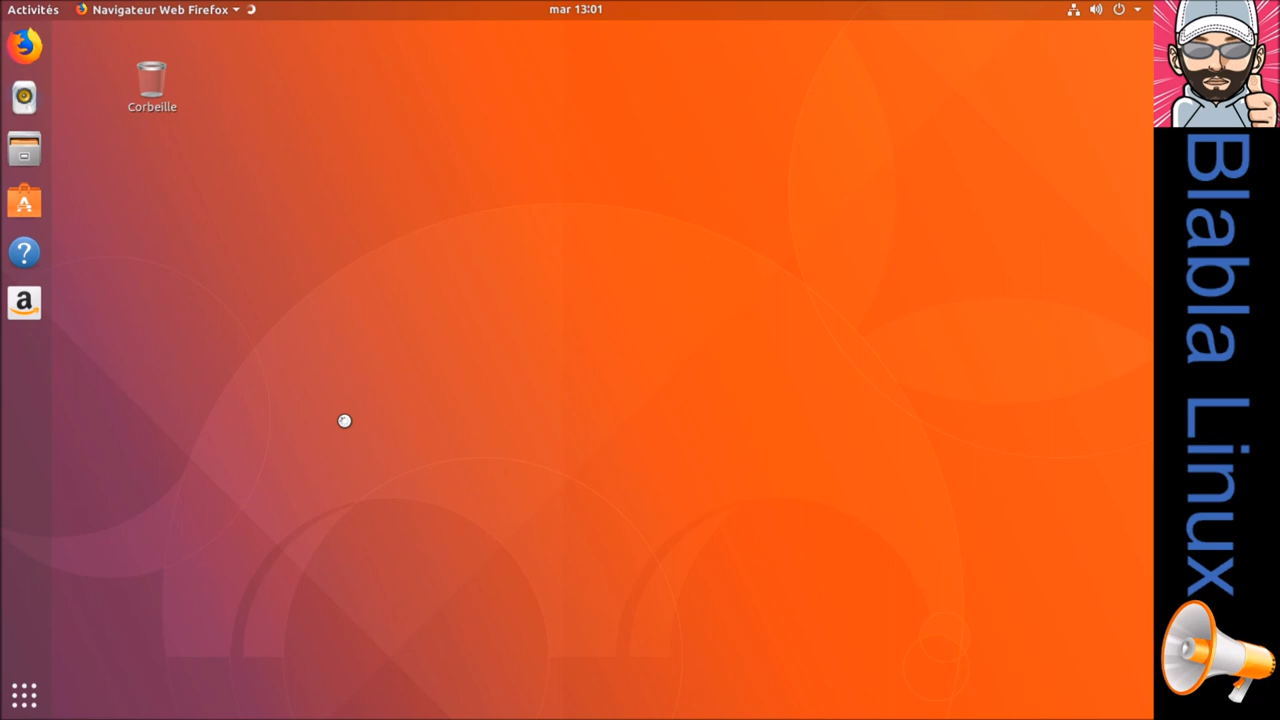 Activités
Navigateur Web Firefox
mar 13:01
Corbeille
?
a
Blabla Linux